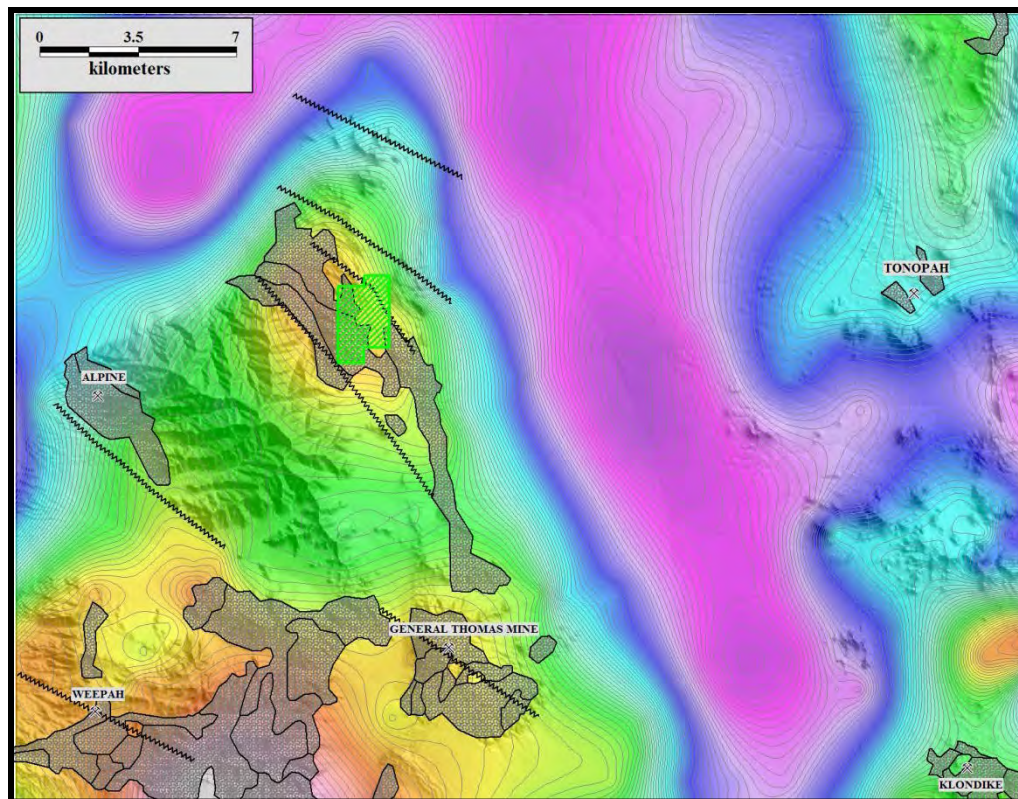 0 3.5 7
kilometers
TONOPAH
ALPINE
GENERAL THOMAS MINE
WEEPAH
KLONDIKE